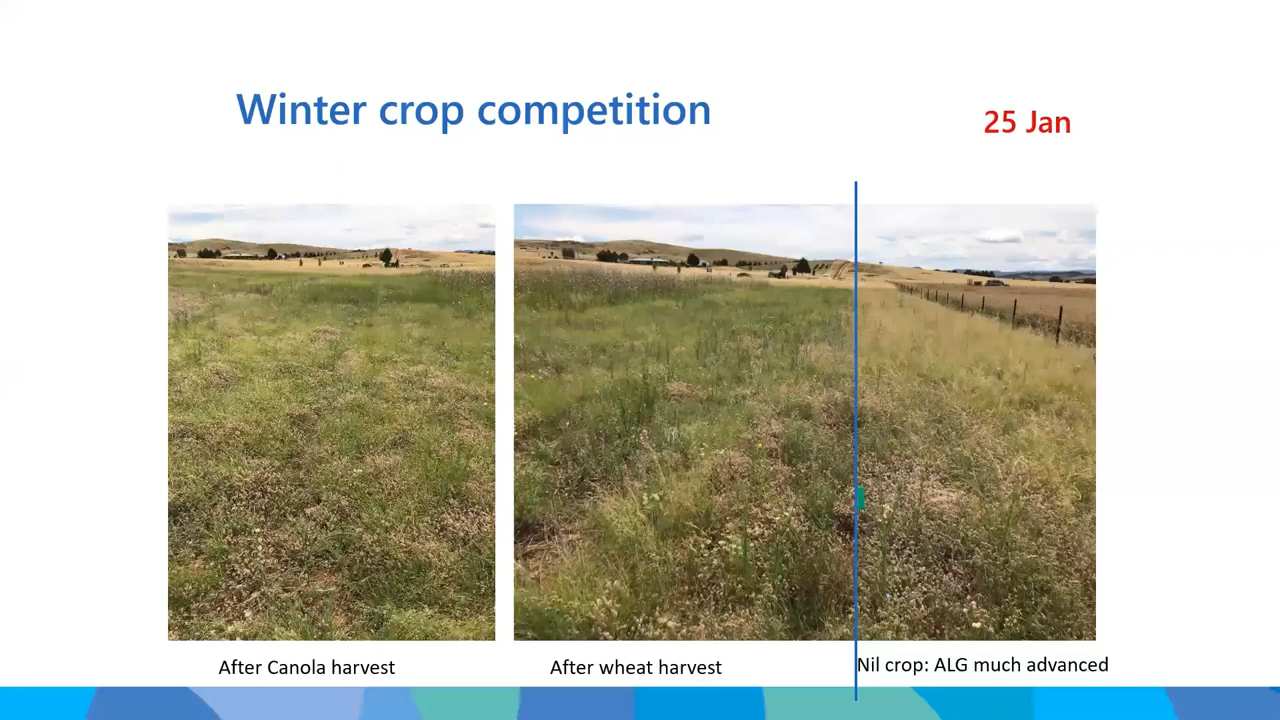 Winter crop competition
25 Jan
After Canola harvest
After wheat harvest
Nil crop: ALG much advanced